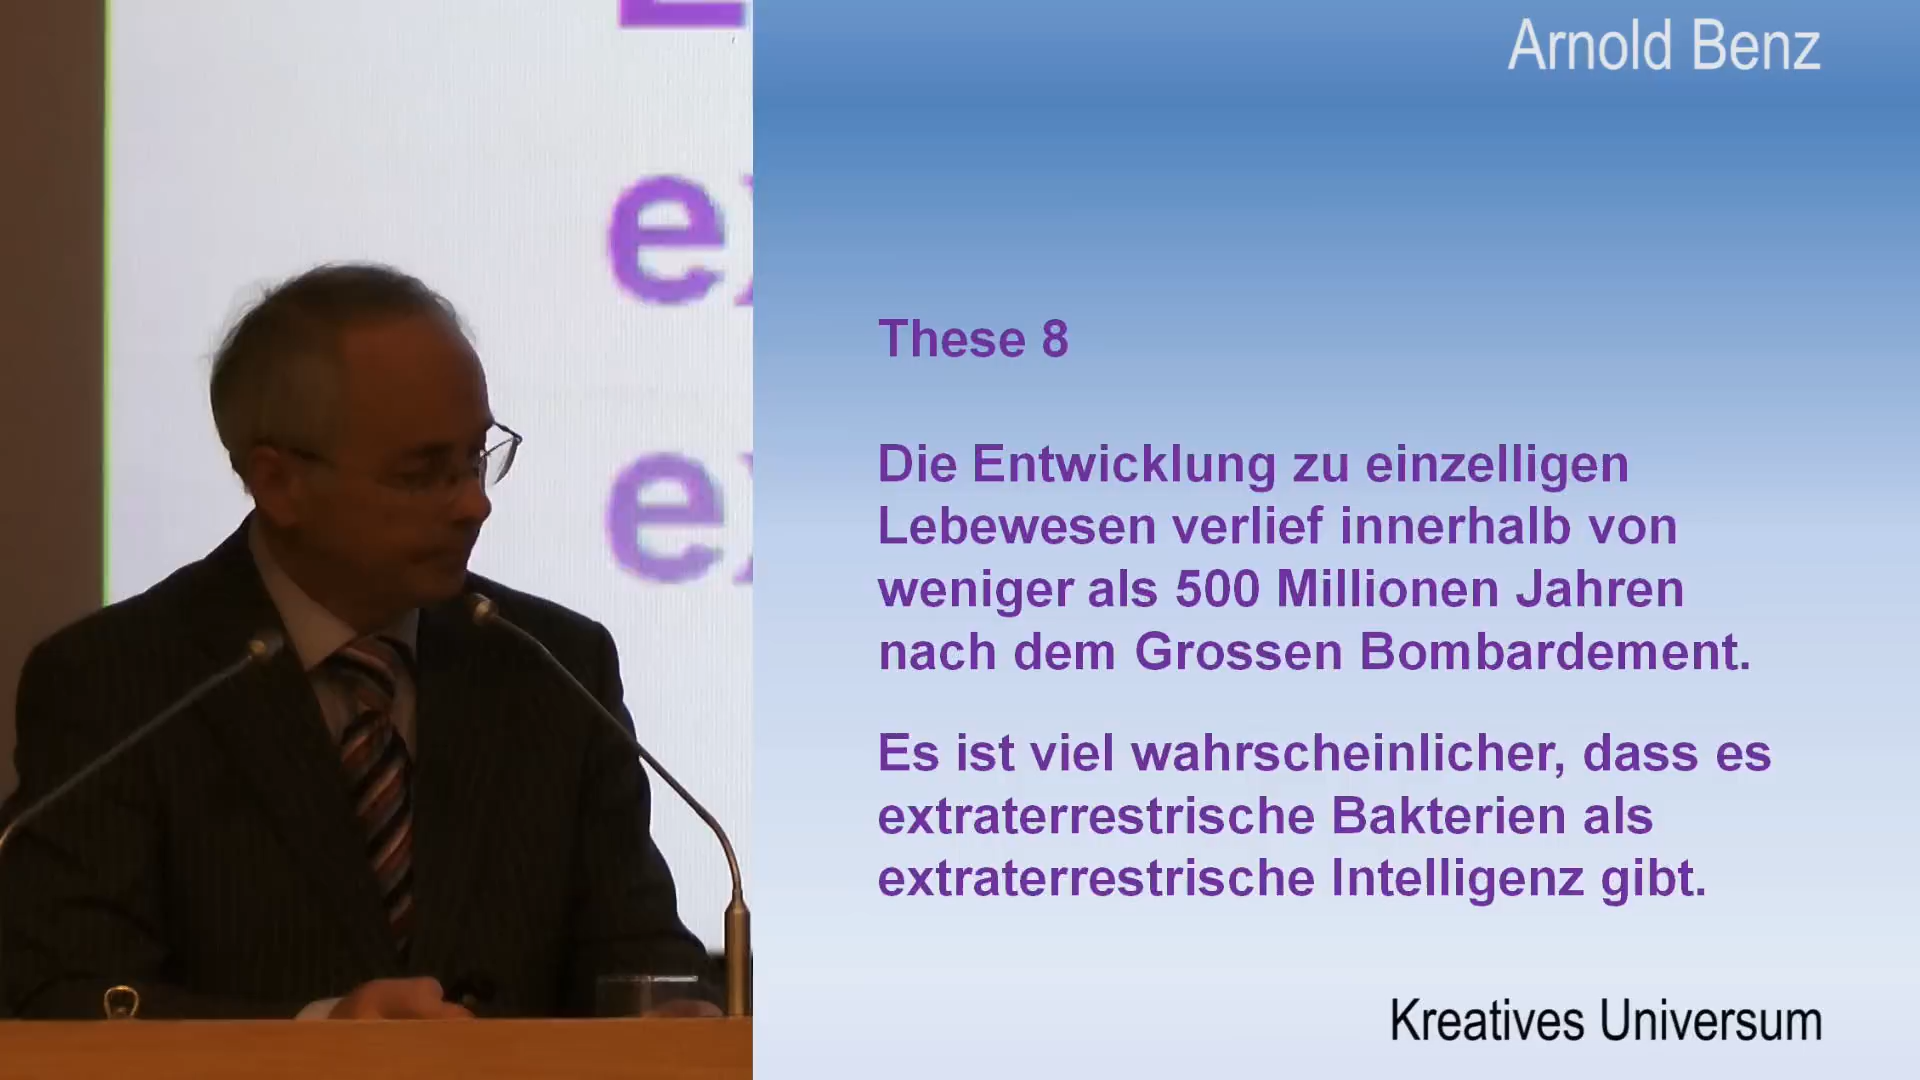 Arnold Benz
These 8
Die Entwicklung zu einzelligen
Lebewesen verlief innerhalb von
weniger als 500 Millionen Jahren
nach dem Grossen Bombardement.
Es ist viel wahrscheinlicher, dass es
extraterrestrische Bakterien als
extraterrestrische Intelligenz gibt.
Kreatives Universum